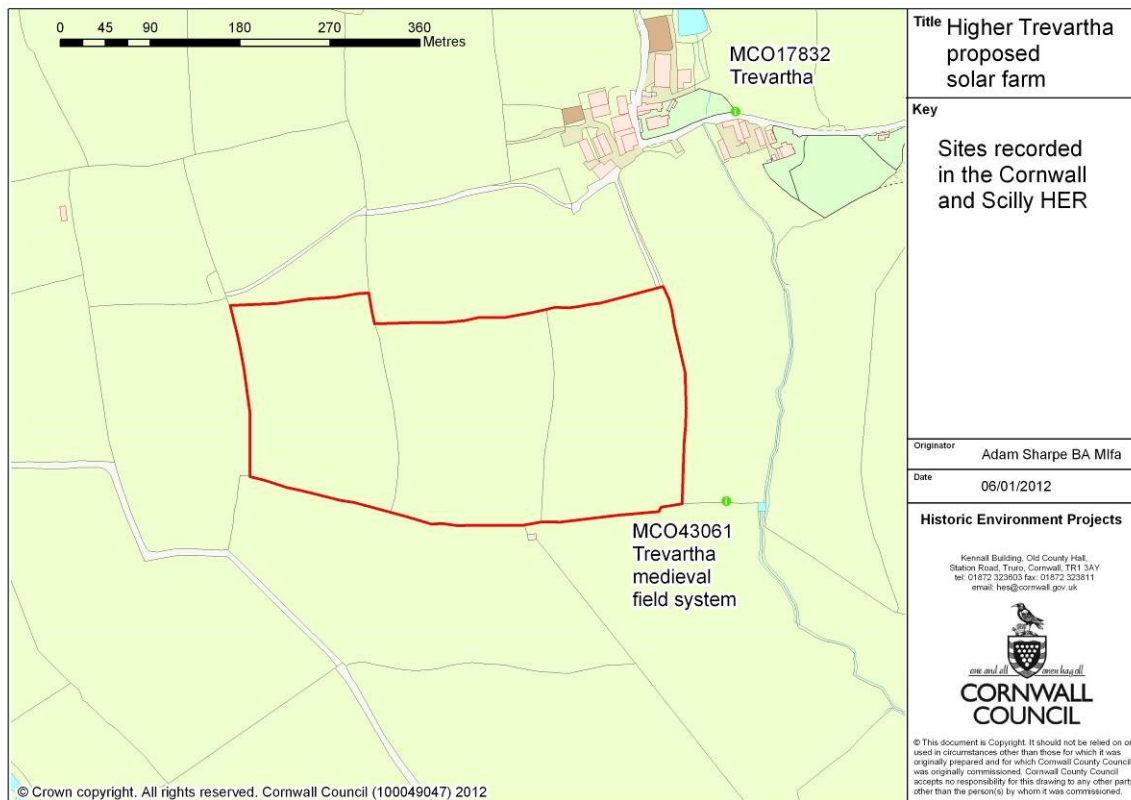 0 45 90 180 270 360
Metres
MCO17832
Trevartha
MCO43061
Trevartha
medieval
field system
© Crown copyright. All rights reserved. Cornwall Council (100049047) 2012
Title Higher Trevartha
proposed
solar farm
Key
Sites recorded
in the Cornwall
and Scilly HER
Originator
Adam Sharpe BA MIfa
Date
06/01/2012
Historic Environment Projects
Kennall Building, Old County Hall,
Station Road, Truro, Cornwall, TR1 3AY
tel: 01872 323603 fax: 01872 323811
email: hes@cornwall.gov.uk
one and all onen hag oll
CORNWALL
COUNCIL
© This document is Copyright. It should not be relied on or
used in circumstances other than those for which it was
originally prepared and for which Cornwall County Council
was originally commissioned. Cornwall County Council
accepts no responsibility for this drawing to any other party
other than the person(s) by whom it was commissioned.